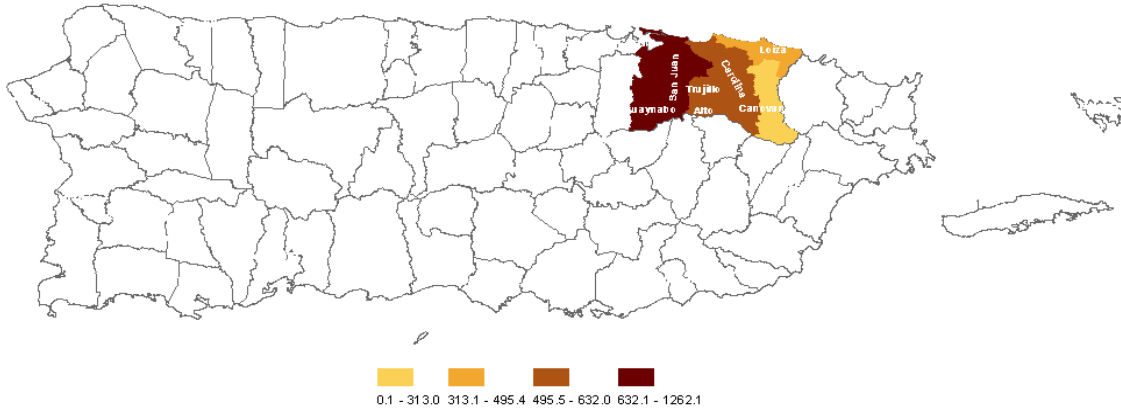 Loiza
San Juan
Carolina
Trujillo
Alto
uaynabo
Canovan
0.1 - 313.0 313.1 - 495.4 495.5 - 632.0 632.1 - 1262.1